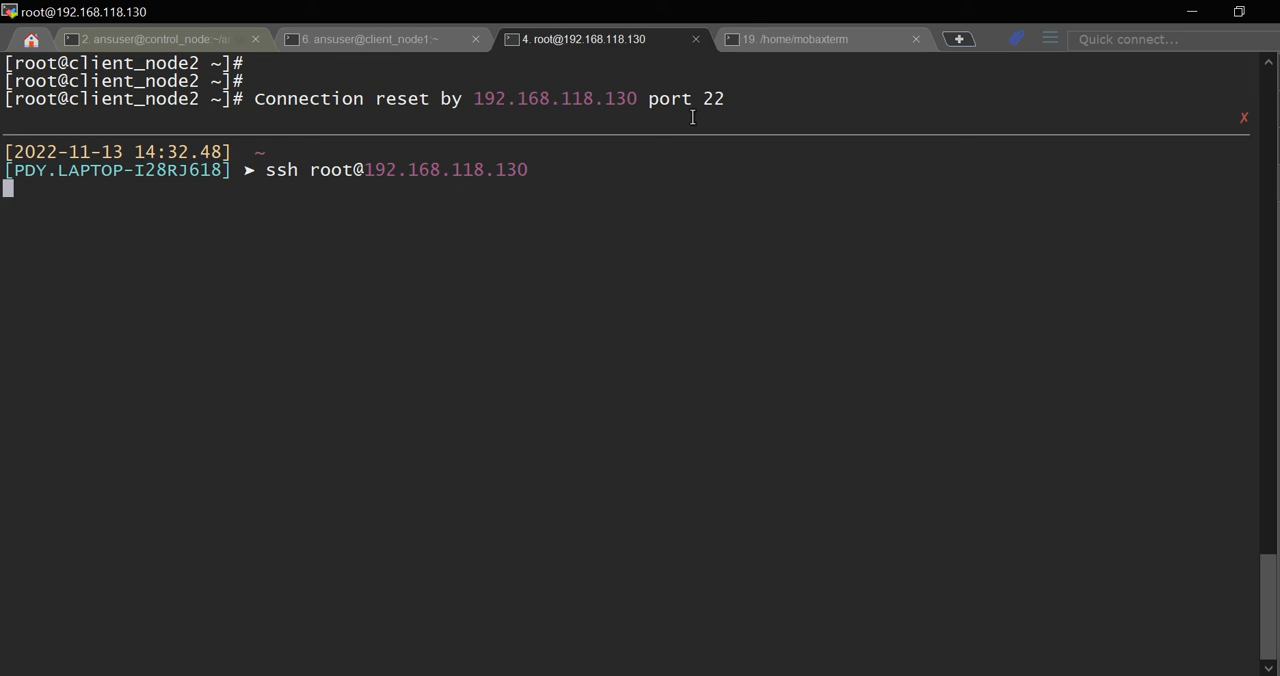 root@192.168.118.130
2. ansuser@control_node:~/an
6. ansuser@client_node1:~
4. root@192.168.118.130
19. /home/mobaxterm
Quick connect...
[root@client_node2 ~]#
[root@client_node2 ~]#
[root@client_node2 ~]# Connection reset by 192.168.118.130 port 22
[2022-11-13 14:32.48] ~
[PDY.LAPTOP-I28RJ618] ➤ ssh root@192.168.118.130